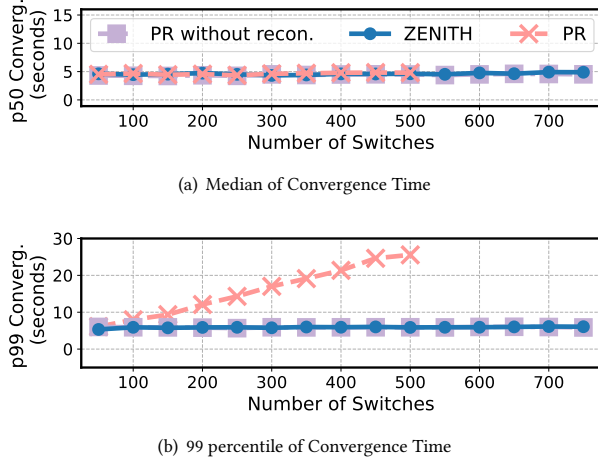 15
10
5
0
p50 Converg.
(seconds)
PR without recon. ZENITH PR
100 200 300 400 500 600 700
Number of Switches
(a) Median of Convergence Time
30
20
10
0
p99 Converg.
(seconds)
100 200 300 400 500 600 700
Number of Switches
(b) 99 percentile of Convergence Time